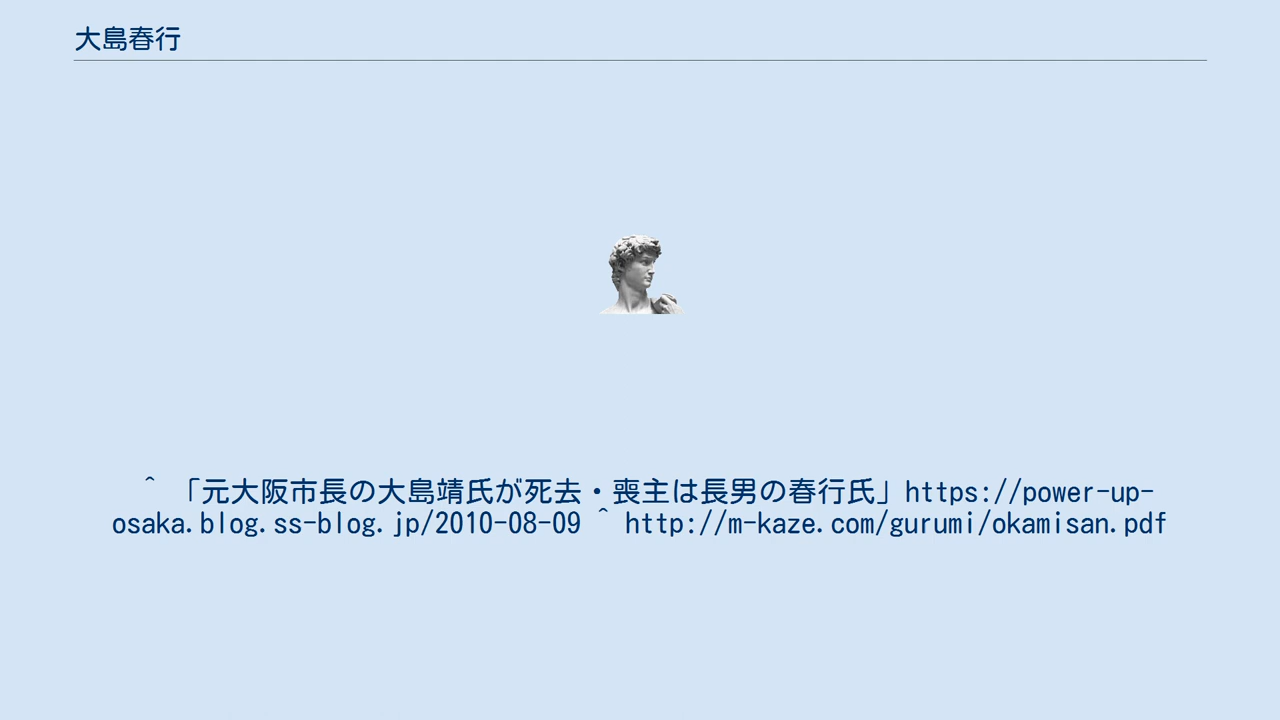 大島春行
^ 「元大阪市長の大島靖氏が死去・喪主は長男の春行氏」https://power-up-
osaka.blog.ss-blog.jp/2010-08-09 ^ http://m-kaze.com/gurumi/okamisan.pdf